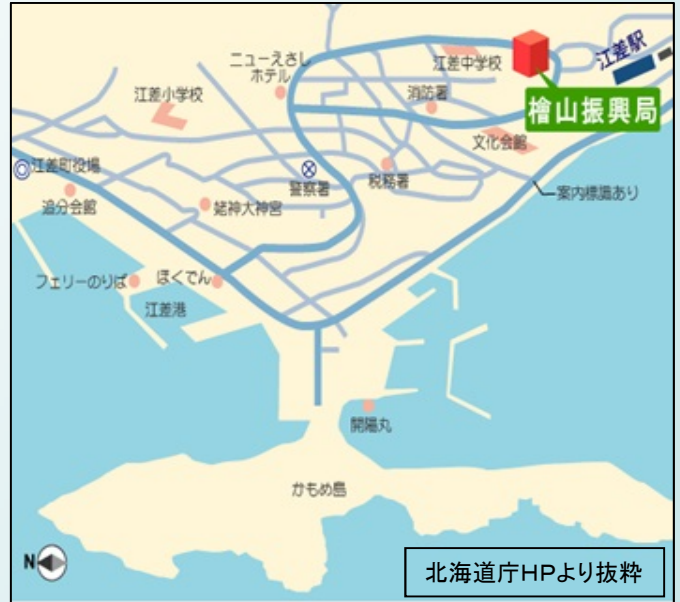 ニューえさし
ホテル
江差中学校
江差駅
江差小学校
消防署
檜山振興局
文化会館
江差町役場
警察署
税務署
案内標識あり
追分会館
姥神大神宮
フェリーのりば
ほくでん
江差港
開陽丸
かもめ島
N
北海道庁HPより抜粋